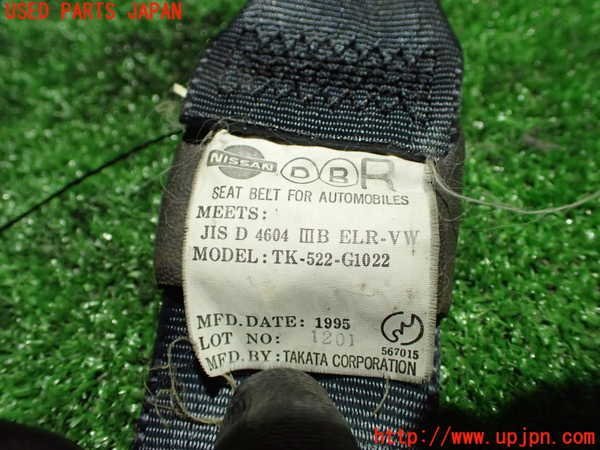 USED PARTS JAPAN
NISSAN D B R
SEAT BELT FOR AUTOMOBILES
MEETS:
JIS D 4604 IIIB ELR-VW
MODEL: TK-522-G1022
MFD.DATE: 1995
LOT NO: 1201
567015
MFD.BY: TAKATA CORPORATION
http://www.upjpn.com/